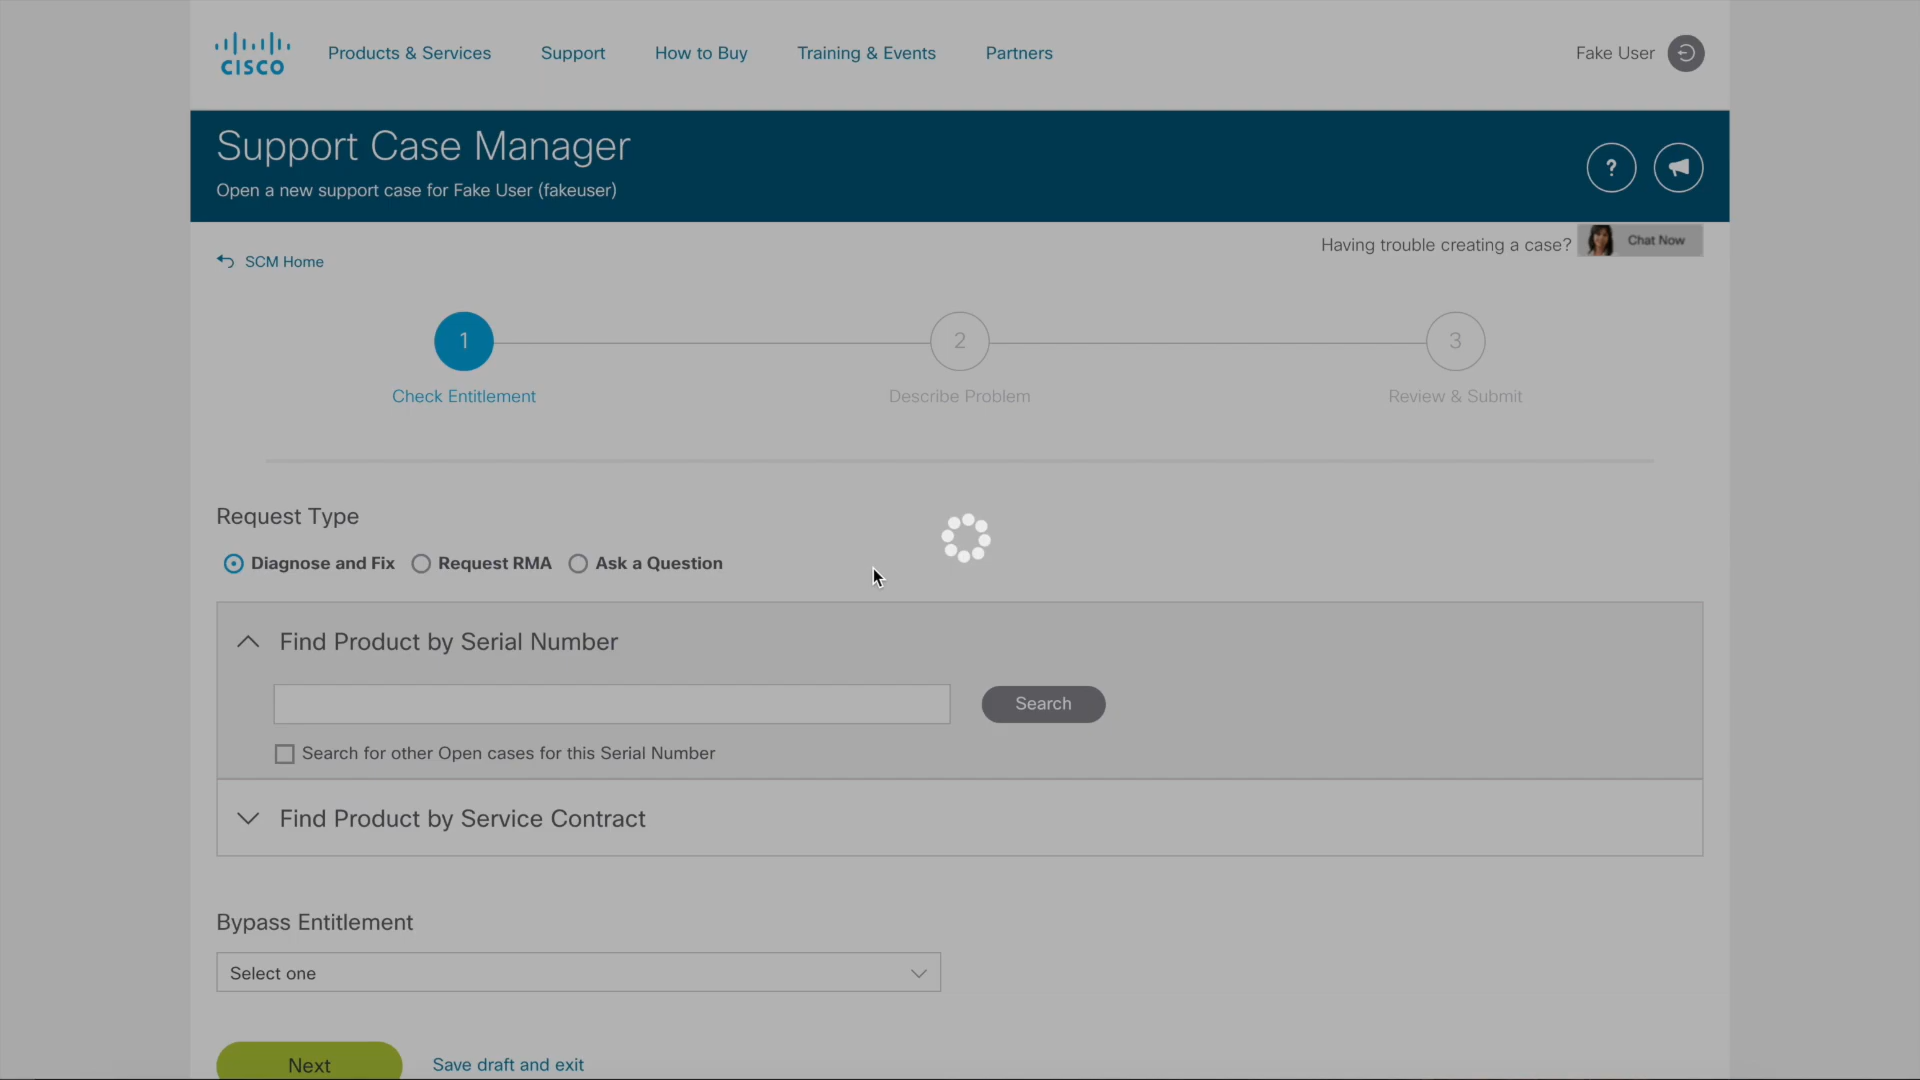 CISCO
Products & Services
Support
How to Buy
Training & Events
Partners
Fake User
Support Case Manager
Open a new support case for Fake User (fakeuser)
?
SCM Home
Having trouble creating a case?
Chat Now
1
2
3
Check Entitlement
Describe Problem
Review & Submit
Request Type
Diagnose and Fix
Request RMA
Ask a Question
Find Product by Serial Number
Search
Search for other Open cases for this Serial Number
Find Product by Service Contract
Bypass Entitlement
Select one
Next
Save draft and exit